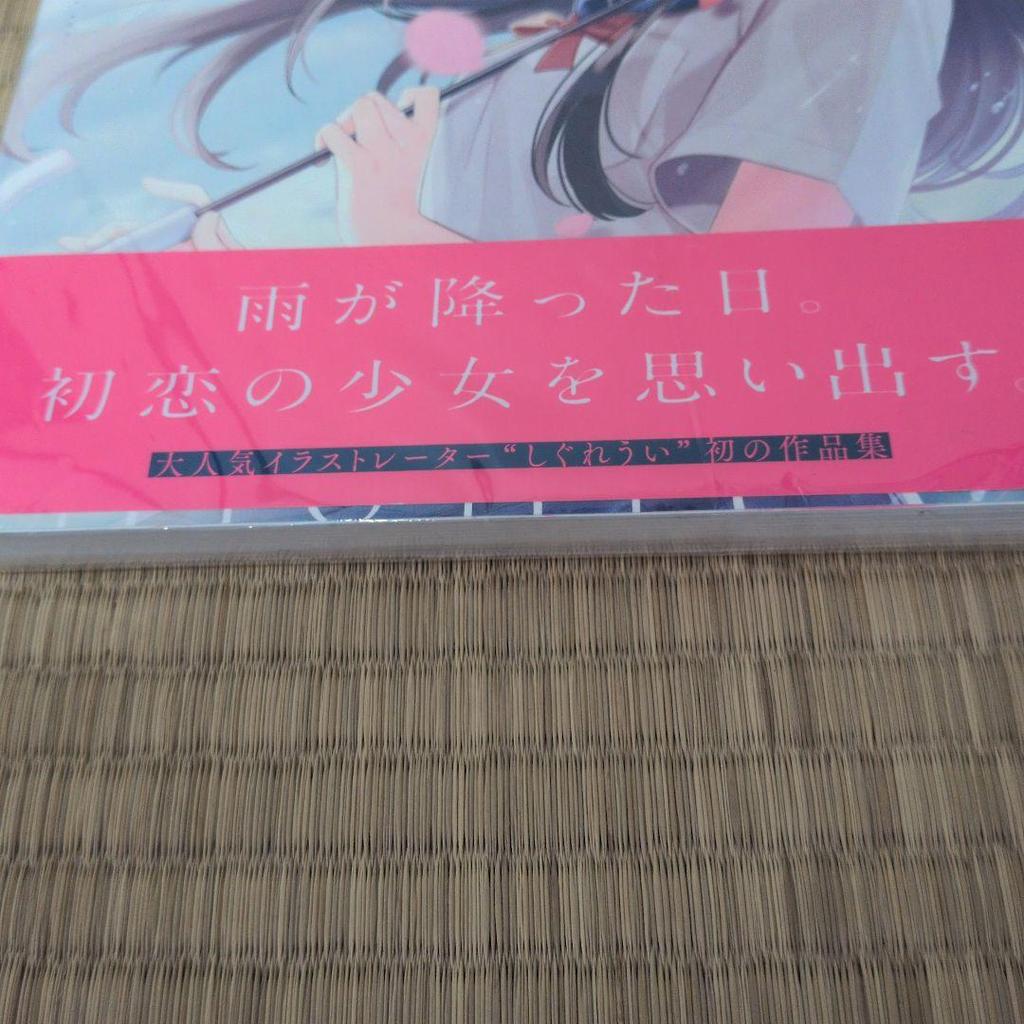 雨が降った日。
初恋の少女を思い出す。
大人気イラストレーター“しぐれうい”初の作品集